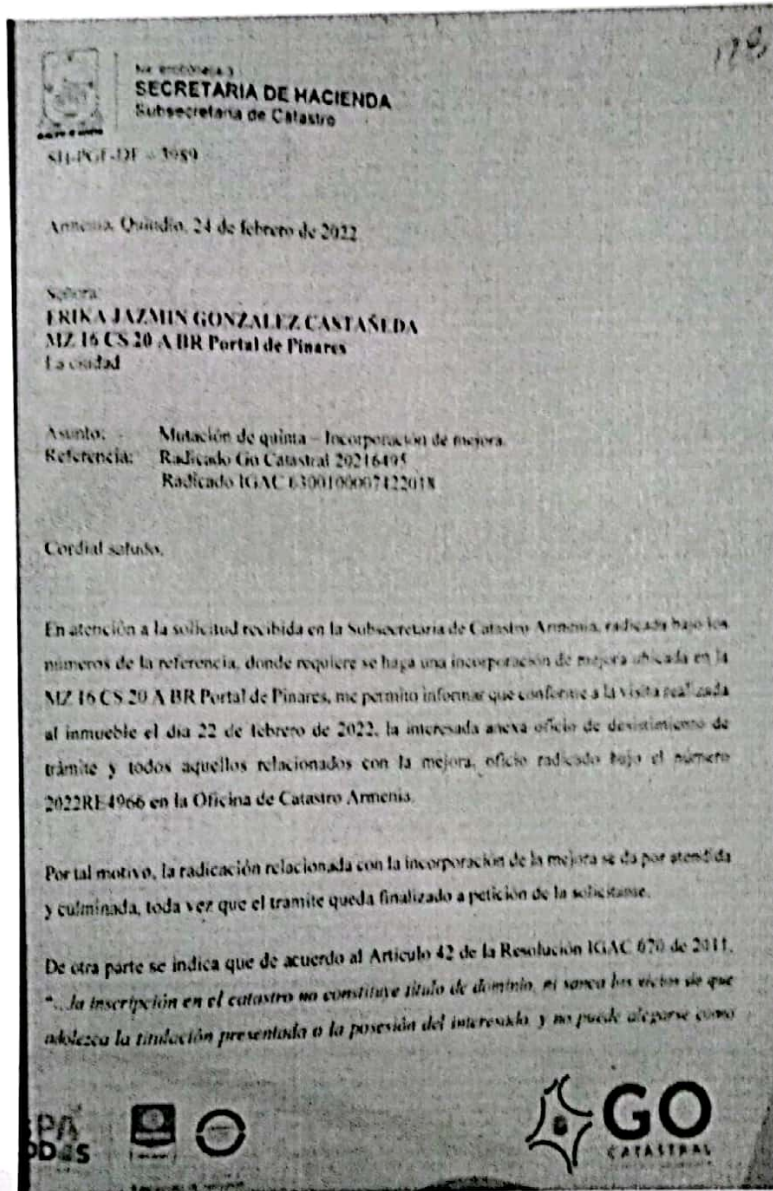 SECRETARIA DE HACIENDA
Subsecretaria de Catastro
SH-PGF-DF – 3989
Armenia, Quindío, 24 de febrero de 2022
Señora
ERIKA JAZMIN GONZALEZ CASTAÑEDA
MZ 16 CS 20 A BR Portal de Pinares
La ciudad
Asunto: Mutación de quinta – Incorporación de mejora.
Referencia: Radicado Go Catastral 20216495
Radicado IGAC
Cordial saludo,
En atención a la solicitud recibida en la Subsecretaria de Catastro Armenia, radicada bajo los
números de la referencia, donde requiere se haga una incorporación de mejora ubicada en la
MZ 16 CS 20 A BR Portal de Pinares, me permito informar que conforme a la visita realizada
al inmueble el día 22 de febrero de 2022, la interesada anexa oficio de desistimiento de
trámite y todos aquellos relacionados con la mejora, oficio radicado bajo el número
2022RE4966 en la Oficina de Catastro Armenia.
Por tal motivo, la radicación relacionada con la incorporación de la mejora se da por atendida
y culminada, toda vez que el tramite queda finalizado a petición de la solicitante.
De otra parte se indica que de acuerdo al Articulo 42 de la Resolución IGAC 070 de 2011,
"...la inscripción en el catastro no constituye título de dominio, ni sanea los vicios de que
adolezca la titulación presentada o la posesión del interesado, y no puede alegarse como
GO
CATASTRAL